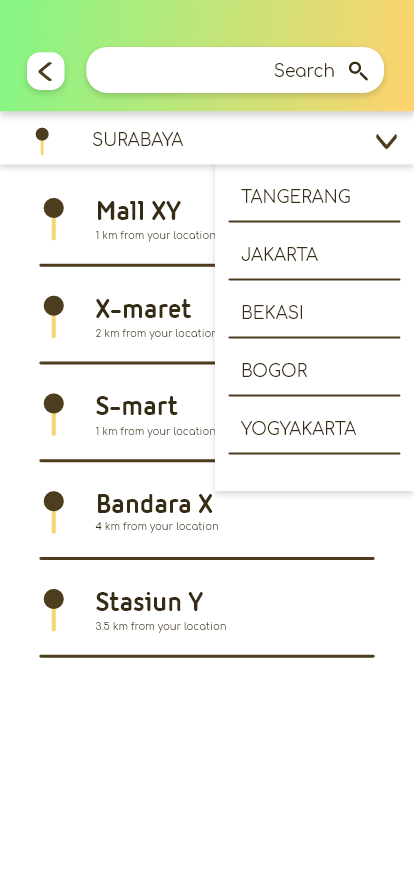 Search
SURABAYA
TANGERANG
JAKARTA
BEKASI
BOGOR
YOGYAKARTA
Mall XY
1 km from your location
X-maret
2 km from your location
S-mart
1 km from your location
Bandara X
4 km from your location
Stasiun Y
3.5 km from your location